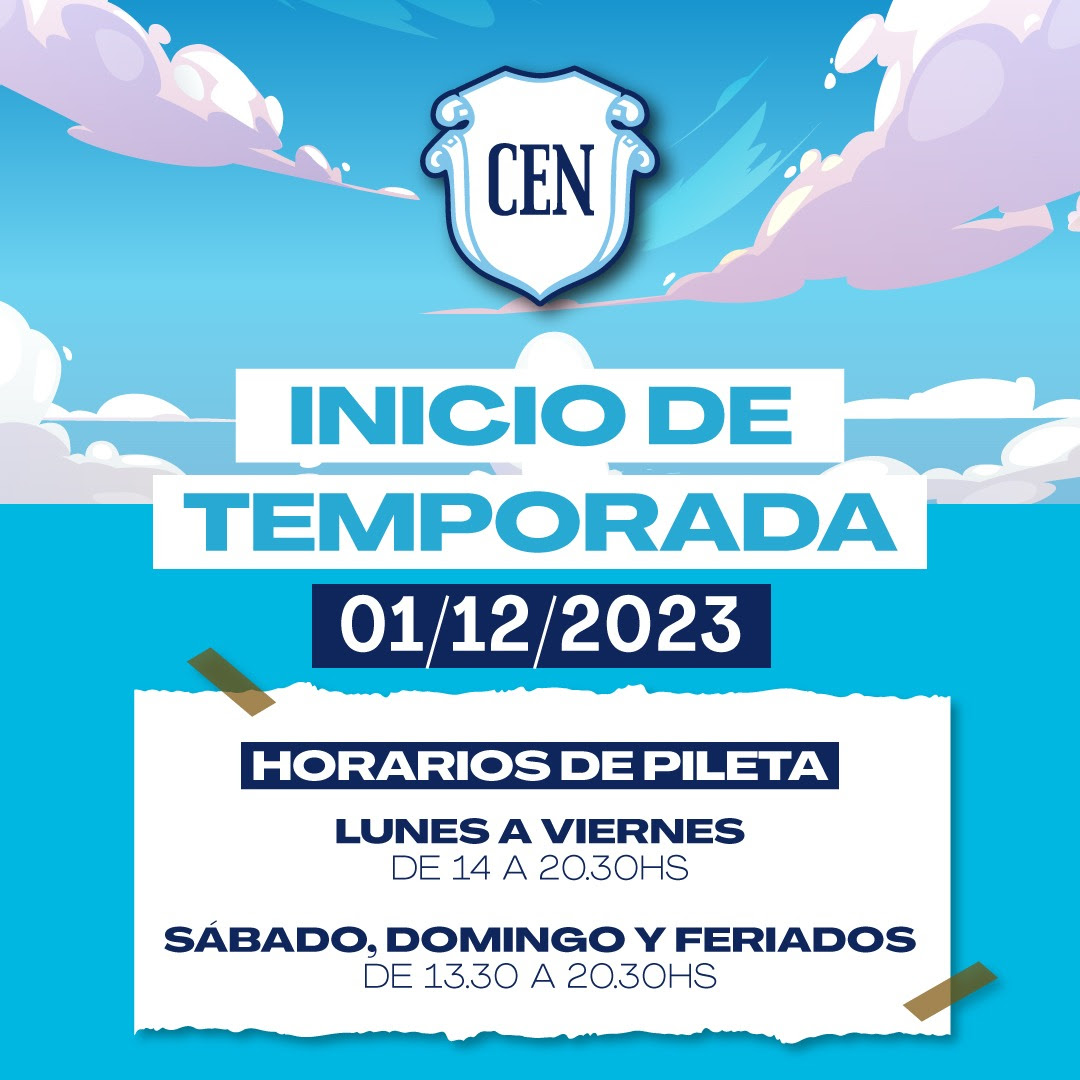 CEN
INICIO DE
TEMPORADA
01/12/2023
HORARIOS DE PILETA
LUNES A VIERNES
DE 14 A 20.30HS
SÁBADO, DOMINGO Y FERIADOS
DE 13.30 A 20.30HS